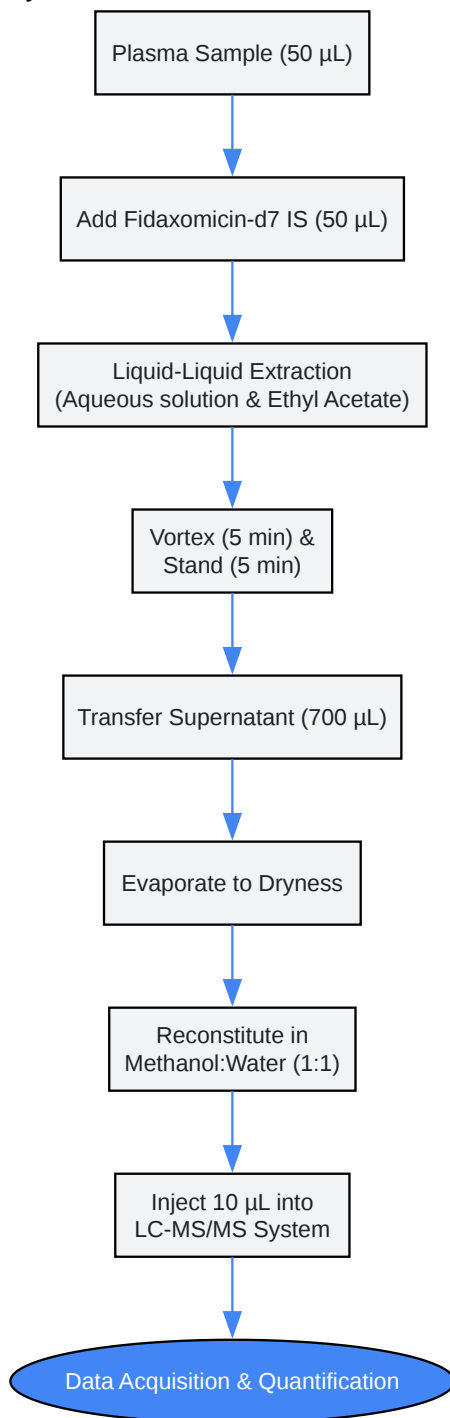 Plasma Sample (50 µL)
Add Fidaxomicin-d7 IS (50 µL)
Liquid-Liquid Extraction
(Aqueous solution & Ethyl Acetate)
Vortex (5 min) &
Stand (5 min)
Transfer Supernatant (700 µL)
Evaporate to Dryness
Reconstitute in
Methanol:Water (1:1)
Inject 10 µL into
LC-MS/MS System
Data Acquisition & Quantification